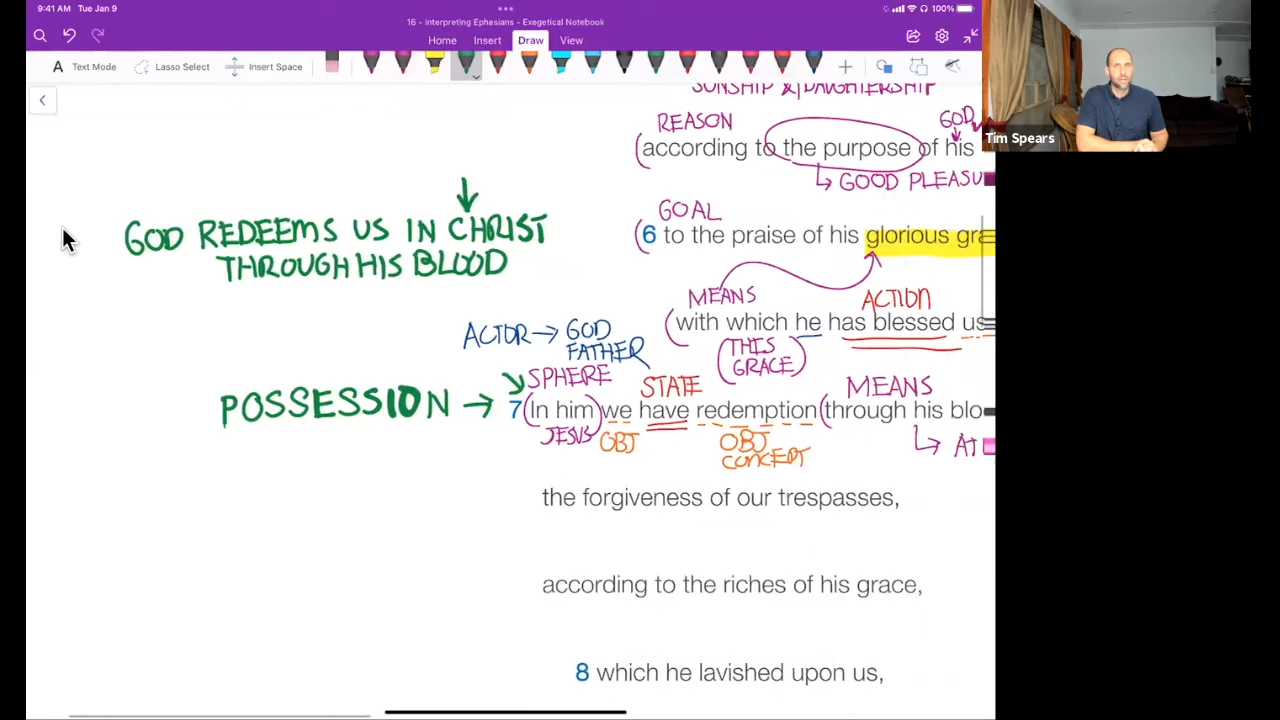 9:41 AM Tue Jan 9
100%
16 - Interpreting Ephesians - Exegetical Notebook
Home Insert Draw View
A Text Mode Lasso Select Insert Space
SONSHIP & DAUGHTERSHIP
REASON GOD
Tim Spears
(according to the purpose of his
↳ GOOD PLEASU
GOAL
(6 to the praise of his glorious gra
GOD REDEEMS US IN CHRIST
THROUGH HIS BLOOD
MEANS ACTION
(with which he has blessed us
(THIS
GRACE)
ACTOR → GOD
FATHER
SPHERE STATE MEANS
POSSESSION → 7 (In him) we have redemption (through his blo
JESUS OBJ OBJ
CONCEPT
↳ AT
the forgiveness of our trespasses,
according to the riches of his grace,
8 which he lavished upon us,